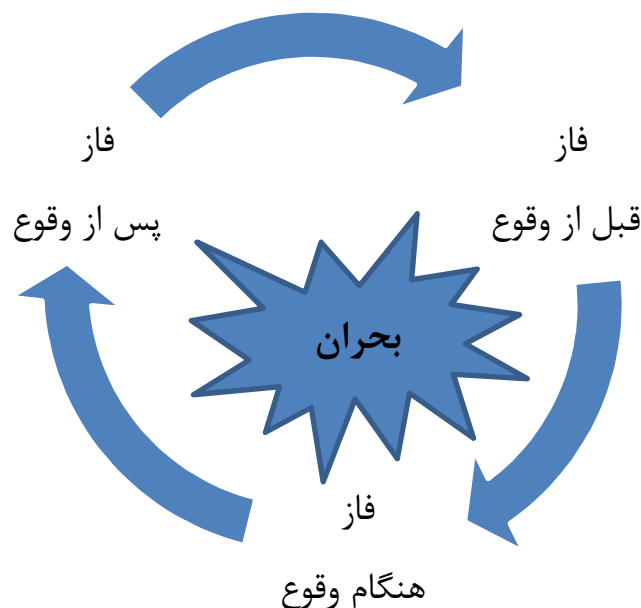 فاز
قبل از وقوع
فاز
پس از وقوع
بحران
فاز
هنگام وقوع